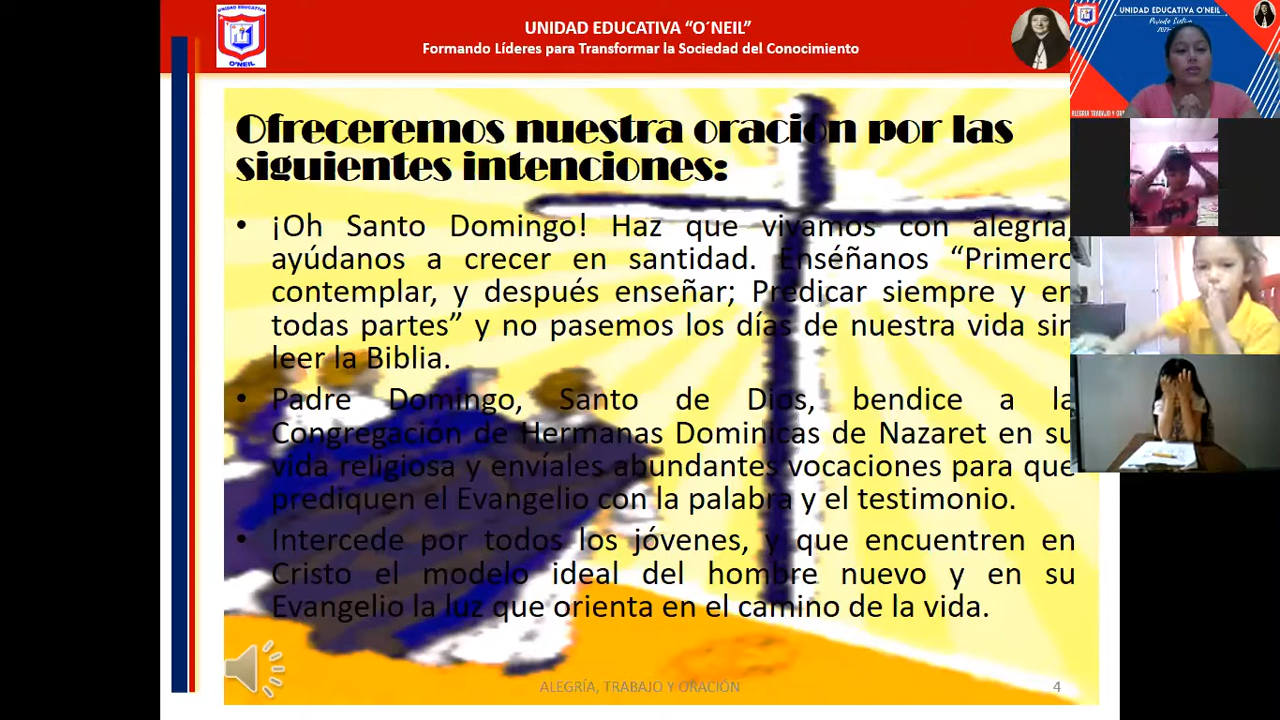 UNIDAD EDUCATIVA
O'NEIL
UNIDAD EDUCATIVA “O´NEIL”
Formando Líderes para Transformar la Sociedad del Conocimiento
UNIDAD EDUCATIVA O'NEIL
Ofreceremos nuestra oración por las
siguientes intenciones:
• ¡Oh Santo Domingo! Haz que vivamos con alegría,
ayúdanos a crecer en santidad. Enséñanos “Primero
contemplar, y después enseñar; Predicar siempre y en
todas partes” y no pasemos los días de nuestra vida sin
leer la Biblia.
• Padre Domingo, Santo de Dios, bendice a la
Congregación de Hermanas Dominicas de Nazaret en su
vida religiosa y envíales abundantes vocaciones para que
prediquen el Evangelio con la palabra y el testimonio.
• Intercede por todos los jóvenes, y que encuentren en
Cristo el modelo ideal del hombre nuevo y en su
Evangelio la luz que orienta en el camino de la vida.
ALEGRÍA, TRABAJO Y ORACIÓN
4
ALEGRIA TRABAJO Y OR